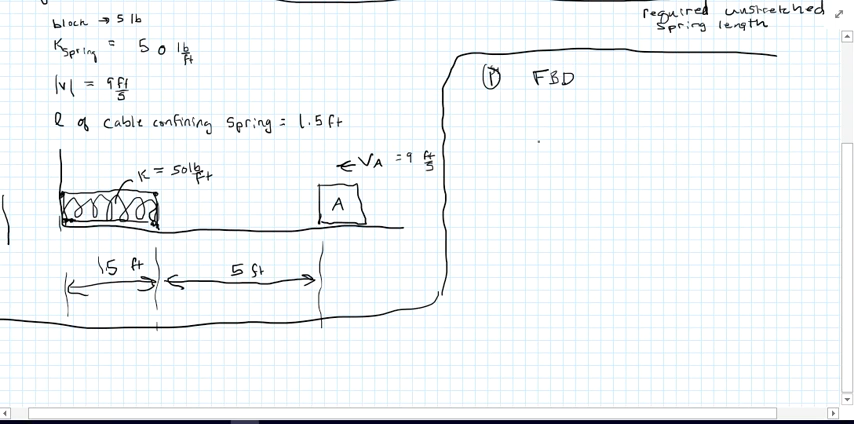 required unstretched
spring length
block → 5 lb
Kspring = 50 lb/ft
|v| = 9 ft/s
l of cable confining spring = 1.5 ft
① FBD
K = 50 lb/ft
← VA = 9 ft/s
A
1.5 ft
5 ft